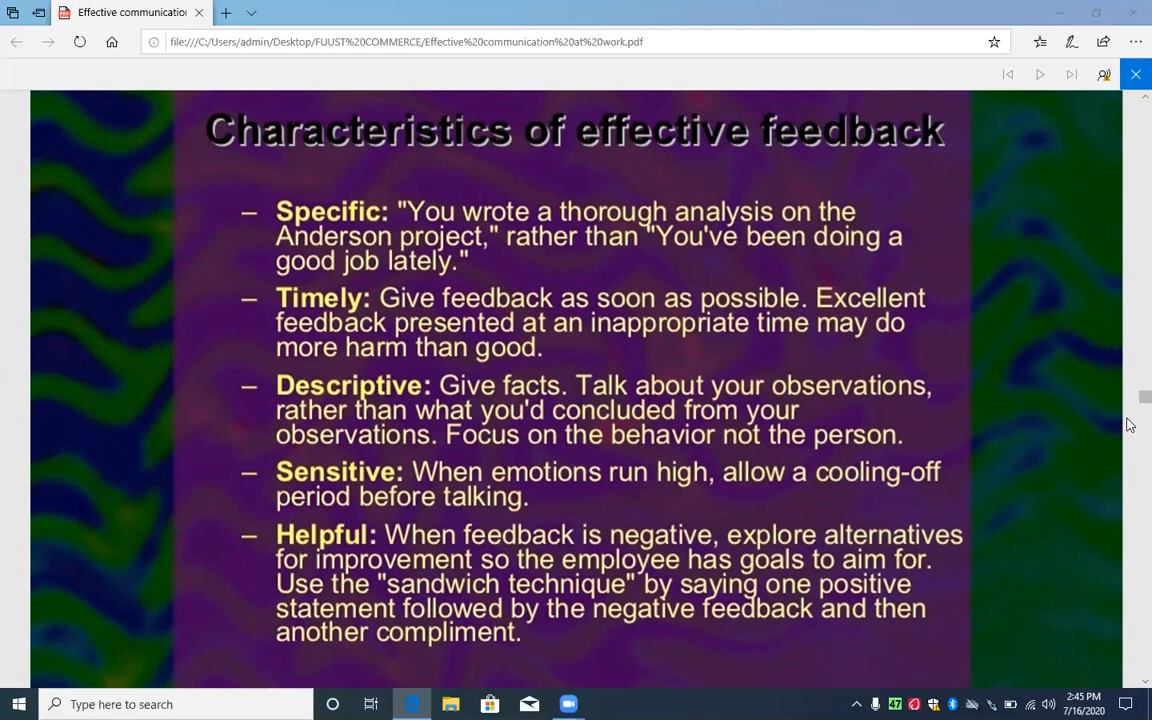 Effective communication
file:///C:/Users/admin/Desktop/FUUST%20COMMERCE/Effective%20communication%20at%20work.pdf
Characteristics of effective feedback
– Specific: "You wrote a thorough analysis on the
Anderson project," rather than "You've been doing a
good job lately."
– Timely: Give feedback as soon as possible. Excellent
feedback presented at an inappropriate time may do
more harm than good.
– Descriptive: Give facts. Talk about your observations,
rather than what you'd concluded from your
observations. Focus on the behavior not the person.
– Sensitive: When emotions run high, allow a cooling-off
period before talking.
– Helpful: When feedback is negative, explore alternatives
for improvement so the employee has goals to aim for.
Use the "sandwich technique" by saying one positive
statement followed by the negative feedback and then
another compliment.
Type here to search
47
2:45 PM
7/16/2020